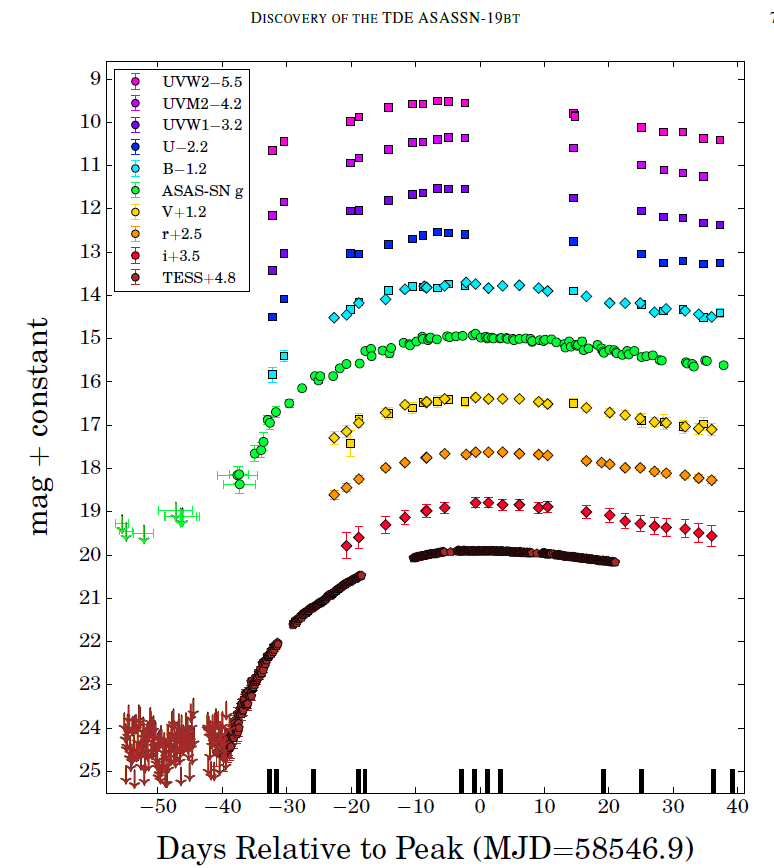 DISCOVERY OF THE TDE ASASSN-19BT
7
9
10
11
12
13
14
15
16
17
18
19
20
21
22
23
24
25
mag + constant
UVW2−5.5
UVM2−4.2
UVW1−3.2
U−2.2
B−1.2
ASAS-SN g
V+1.2
r+2.5
i+3.5
TESS+4.8
−50 −40 −30 −20 −10 0 10 20 30 40
Days Relative to Peak (MJD=58546.9)